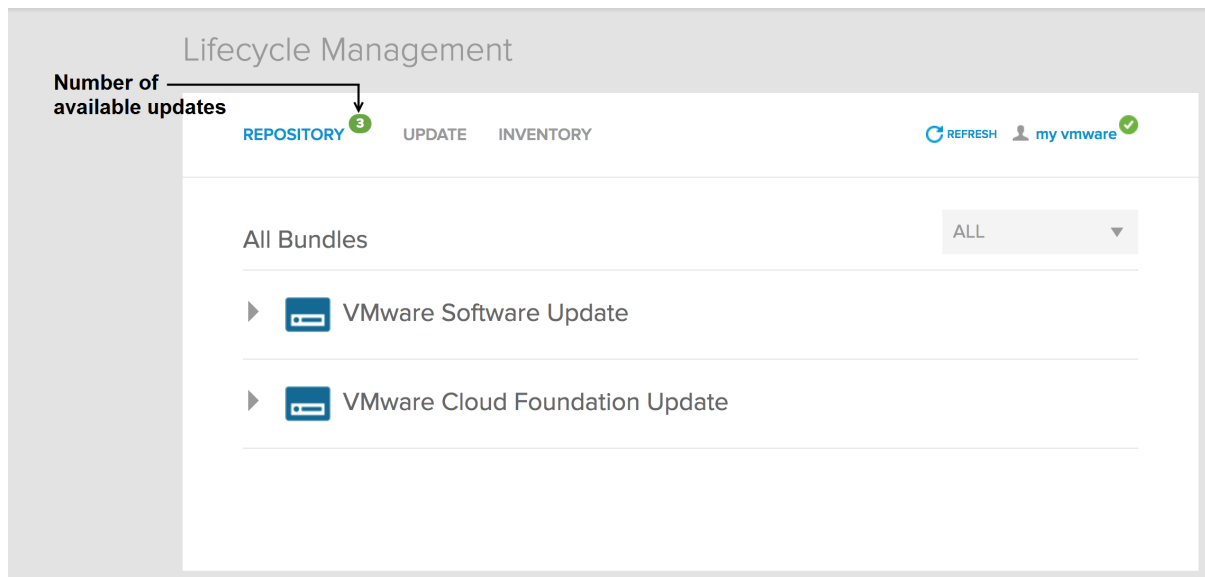 Lifecycle Management
Number of
available updates
REPOSITORY 3 UPDATE INVENTORY REFRESH my vmware
All Bundles ALL
VMware Software Update
VMware Cloud Foundation Update